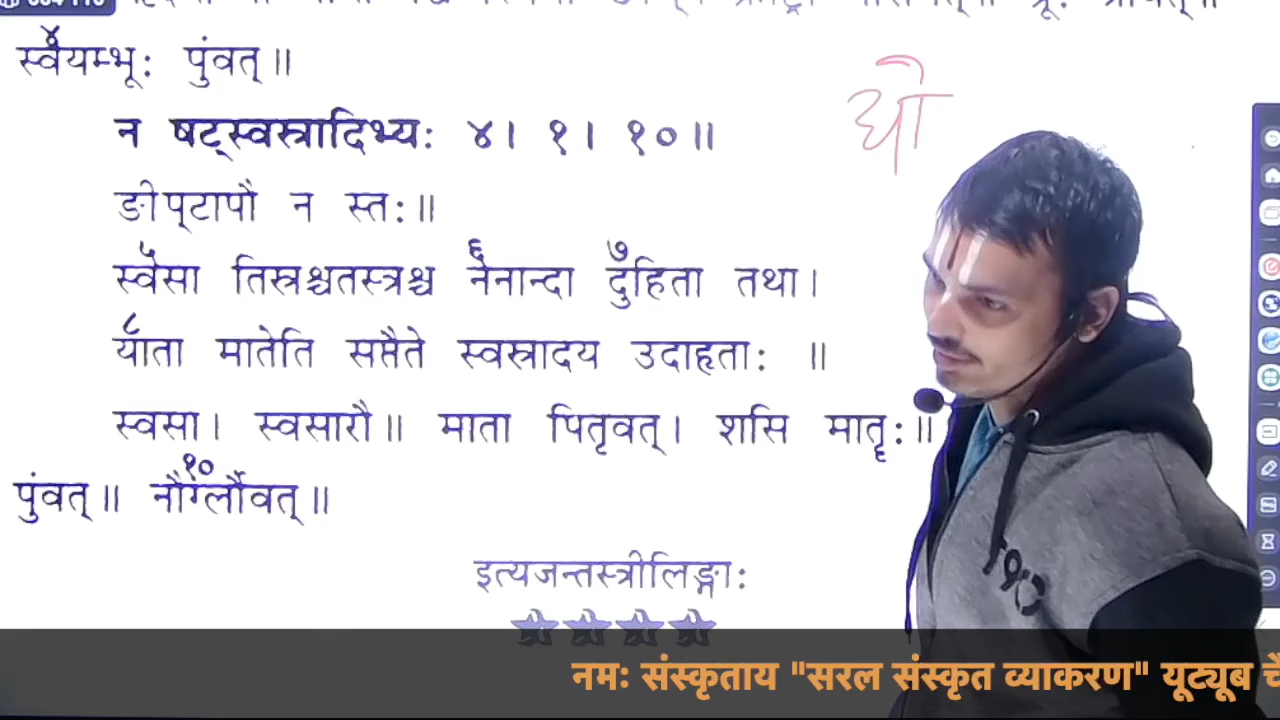 स्वयम्भूः पुंवत्॥
न षट्स्वस्रादिभ्यः ४। १। १०॥
ङीप्टापौ न स्तः॥
स्वसा तिस्रश्चतस्त्रश्च ननान्दा दुहिता तथा।
याता मातेति सप्तैते स्वस्रादय उदाहृताः ॥
स्वसा। स्वसारौ॥ माता पितृवत्। शसि मातॄः॥
पुंवत्॥ नौर्ग्लौवत्॥
इत्यजन्तस्त्रीलिङ्गाः
नमः संस्कृताय "सरल संस्कृत व्याकरण" यूट्यूब